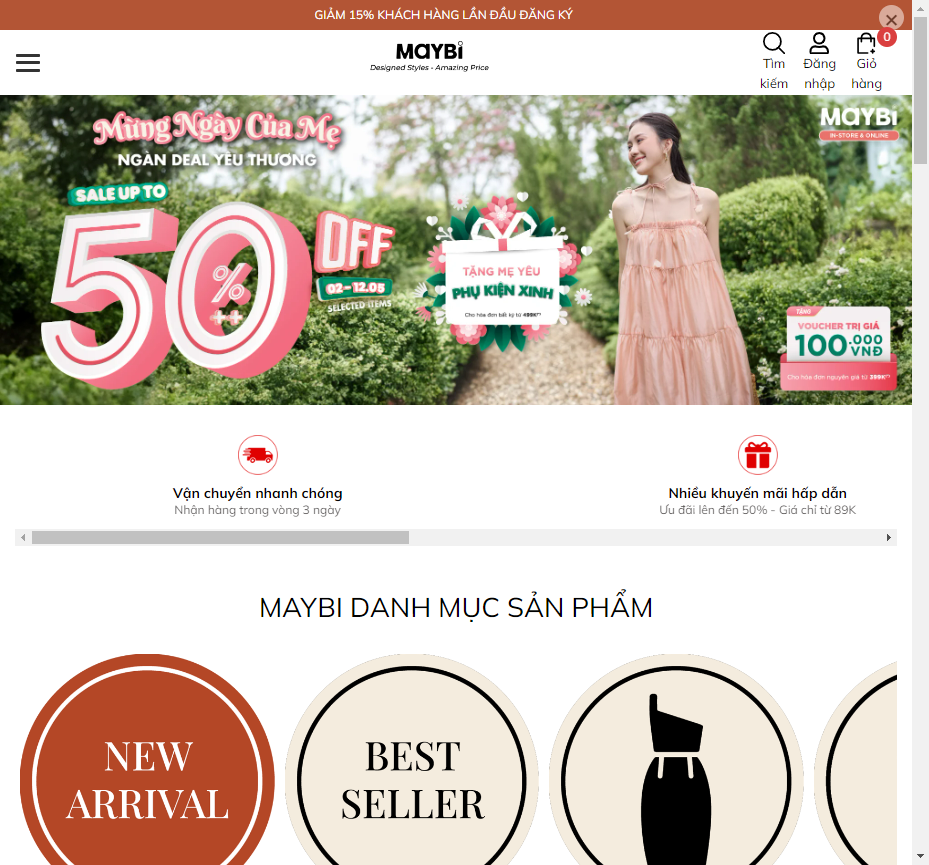 GIẢM 15% KHÁCH HÀNG LẦN ĐẦU ĐĂNG KÝ
MAYBI
Designed Styles - Amazing Price
Tìm kiếm
Đăng nhập
Giỏ hàng
0
Mừng Ngày Của Mẹ
NGÀN DEAL YÊU THƯƠNG
SALE UP TO
50% OFF
02-12.05
SELECTED ITEMS
TẶNG MẸ YÊU
PHỤ KIỆN XINH
Cho hóa đơn bất kỳ từ 499K(*)
MAYBI
IN-STORE & ONLINE
TẶNG
VOUCHER TRỊ GIÁ
100.000 VNĐ
Cho hóa đơn nguyên giá từ 399K(*)
Vận chuyển nhanh chóng
Nhận hàng trong vòng 3 ngày
Nhiều khuyến mãi hấp dẫn
Ưu đãi lên đến 50% - Giá chỉ từ 89K
MAYBI DANH MỤC SẢN PHẨM
NEW
ARRIVAL
BEST
SELLER